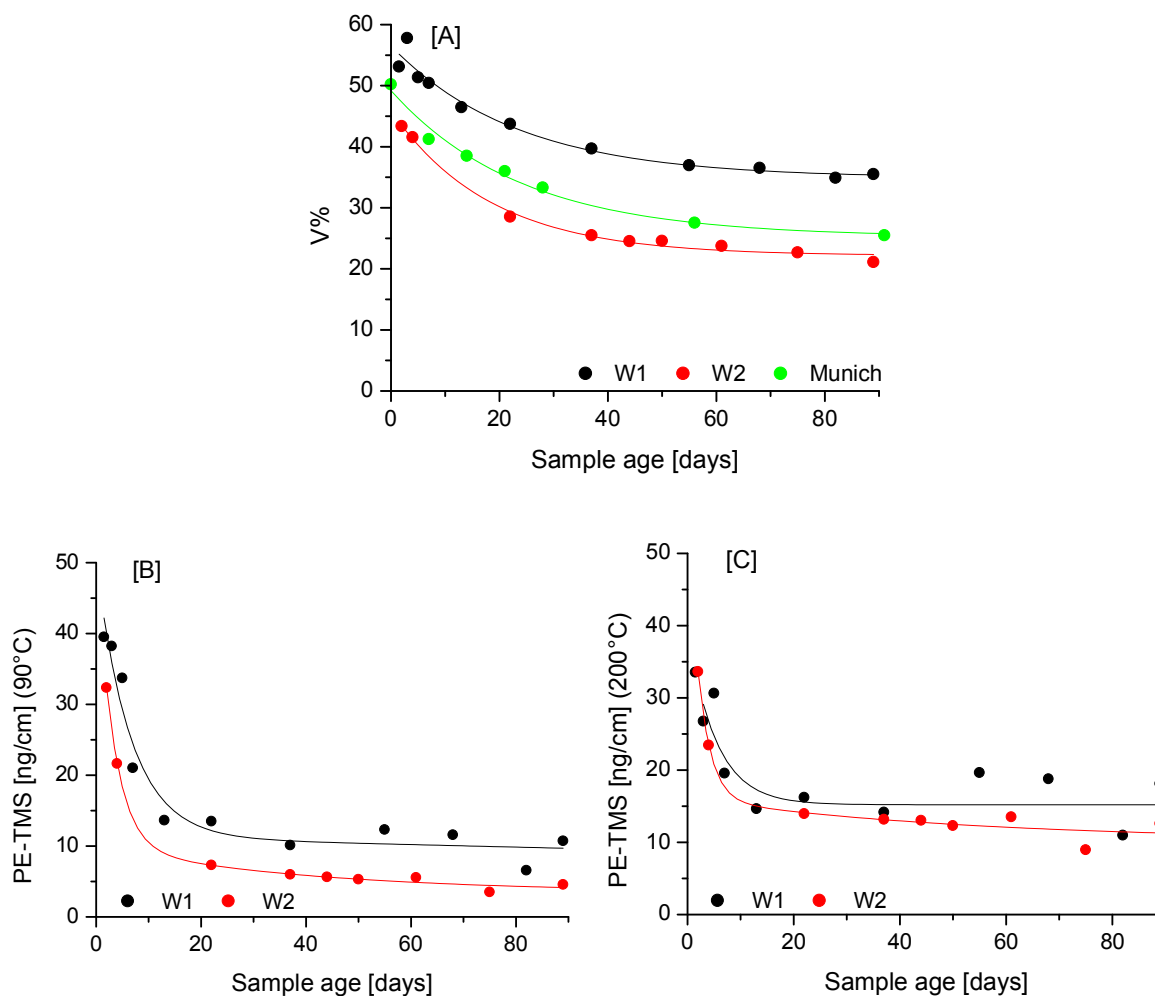 [A]
V%
60
50
40
30
20
10
0
W1 W2 Munich
0 20 40 60 80
Sample age [days]
[B]
PE-TMS [ng/cm] (90°C)
50
40
30
20
10
0
W1 W2
0 20 40 60 80
Sample age [days]
[C]
PE-TMS [ng/cm] (200°C)
50
40
30
20
10
0
W1 W2
0 20 40 60 80
Sample age [days]